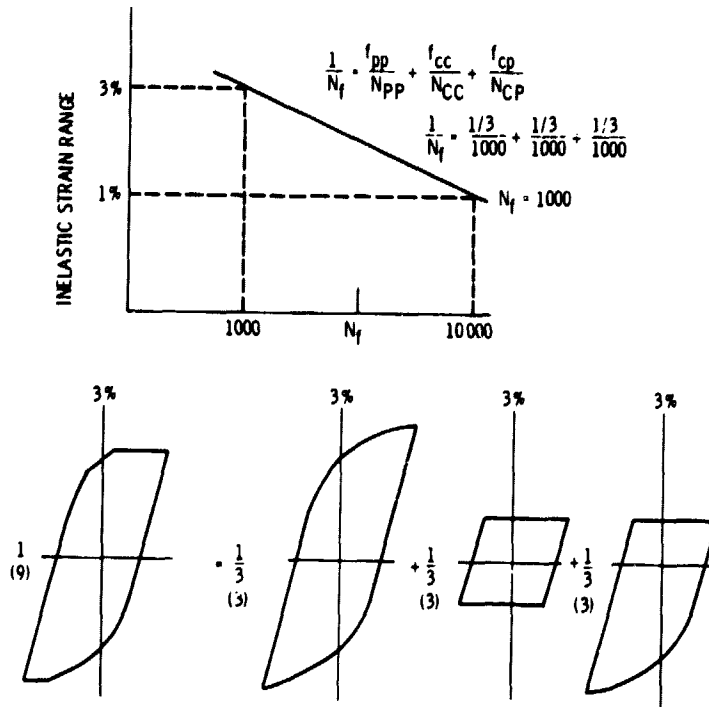 INELASTIC STRAIN RANGE
3%
1%
1/N_f = f_pp/N_PP + f_cc/N_CC + f_cp/N_CP
1/N_f = 1/3/1000 + 1/3/1000 + 1/3/1000
N_f = 1000
1000
N_f
10 000
3%
3%
3%
3%
1 = 1/3 + 1/3 + 1/3
(9) (3) (3) (3)